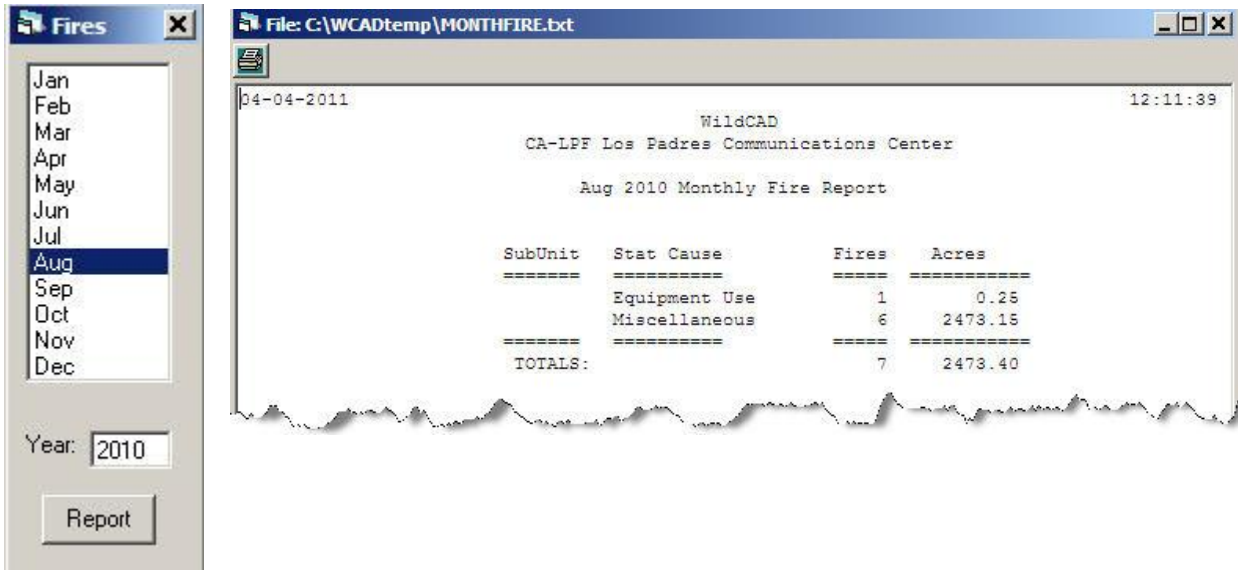 Fires
Jan
Feb
Mar
Apr
May
Jun
Jul
Aug
Sep
Oct
Nov
Dec
Year: 2010
Report
File: C:\WCADtemp\MONTHFIRE.txt
04-04-2011 12:11:39
WildCAD
CA-LPF Los Padres Communications Center
Aug 2010 Monthly Fire Report
SubUnit Stat Cause Fires Acres
======= ========== ===== ===========
Equipment Use 1 0.25
Miscellaneous 6 2473.15
======= ========== ===== ===========
TOTALS: 7 2473.40